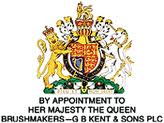 BY APPOINTMENT TO
HER MAJESTY THE QUEEN
BRUSHMAKERS—G B KENT & SONS PLC.